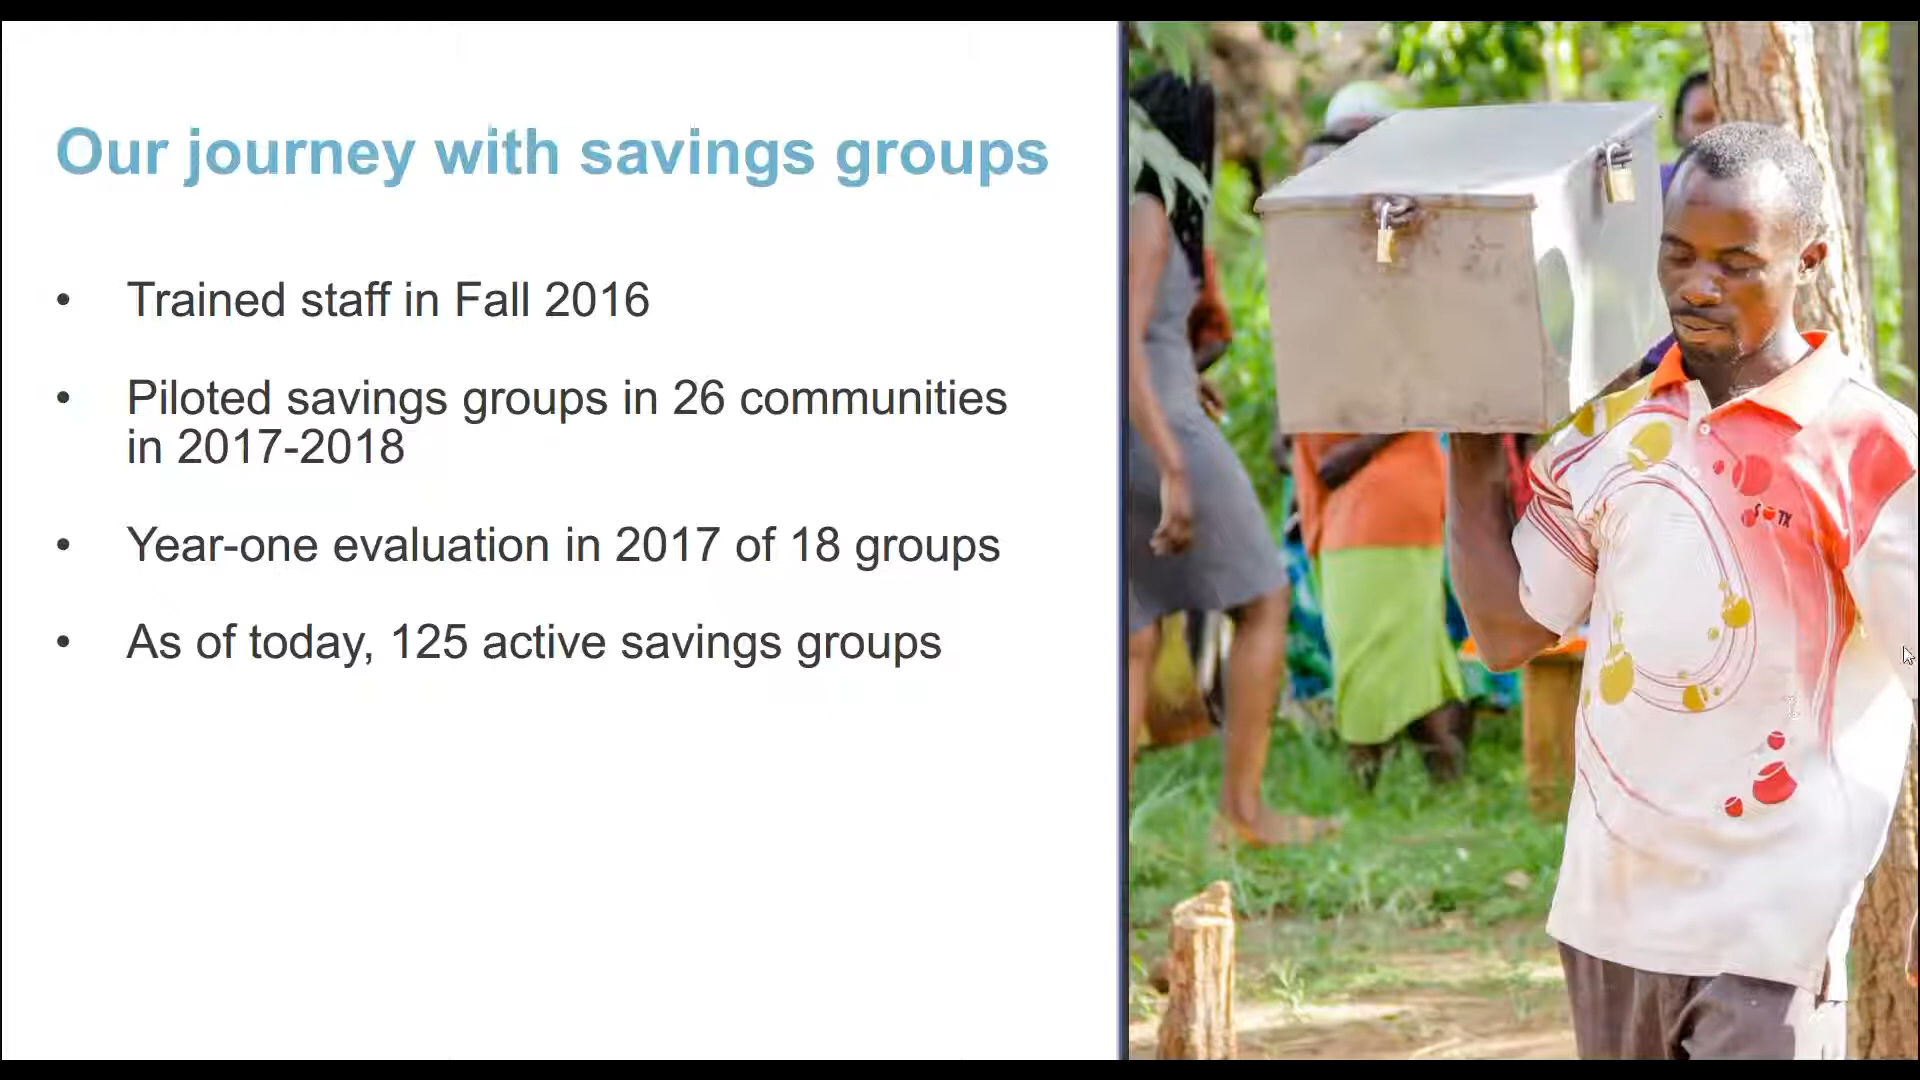 Our journey with savings groups
• Trained staff in Fall 2016
• Piloted savings groups in 26 communities
in 2017-2018
• Year-one evaluation in 2017 of 18 groups
• As of today, 125 active savings groups